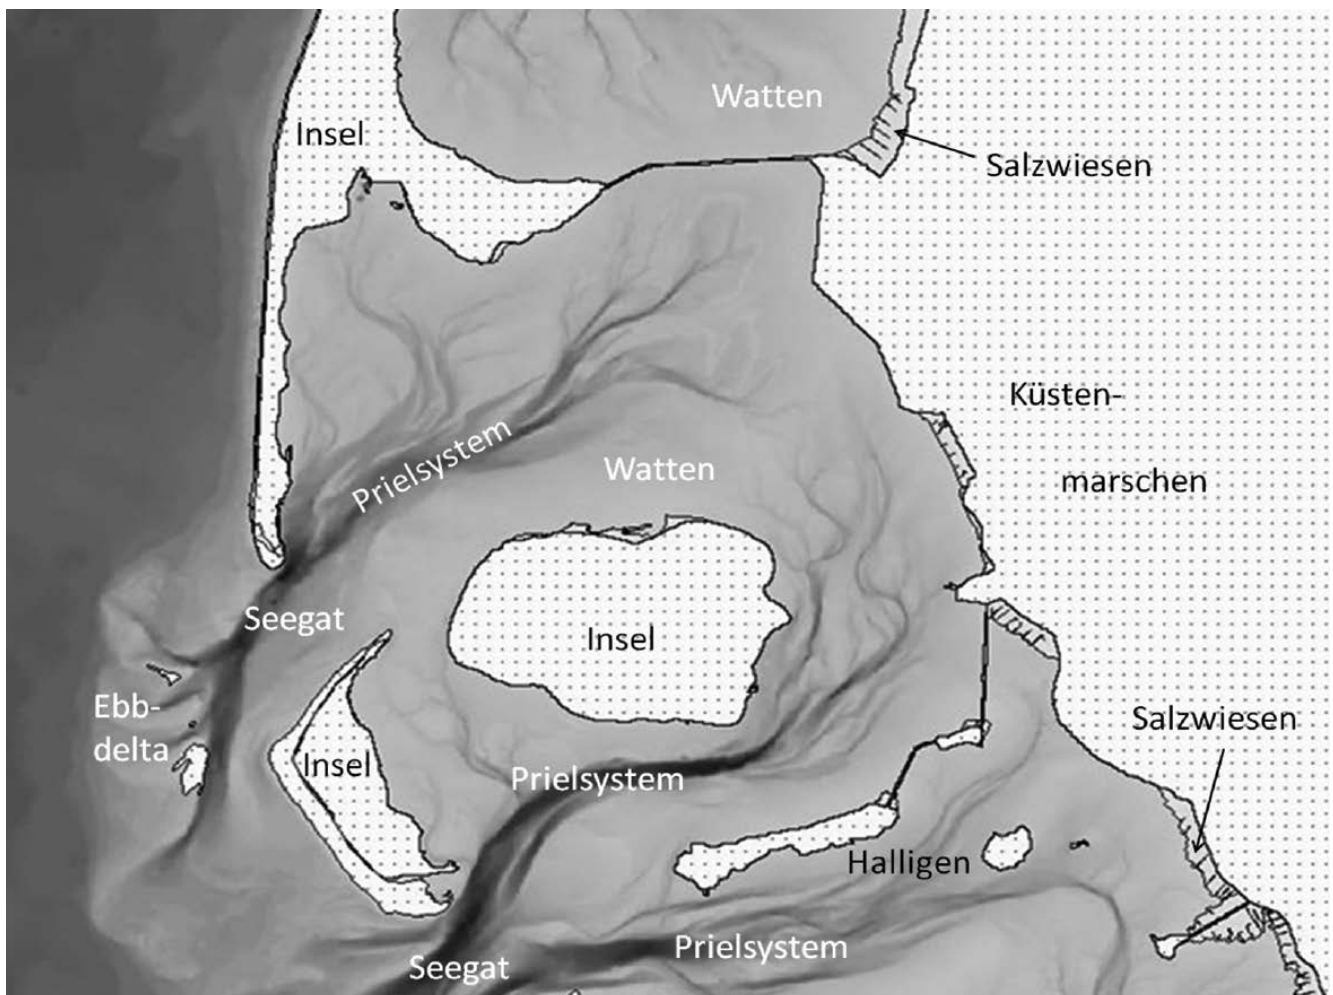 Watten
Insel
Salzwiesen
Küsten-
marschen
Prielsystem
Watten
Seegat
Insel
Ebb-
delta
Insel
Salzwiesen
Prielsystem
Halligen
Prielsystem
Seegat